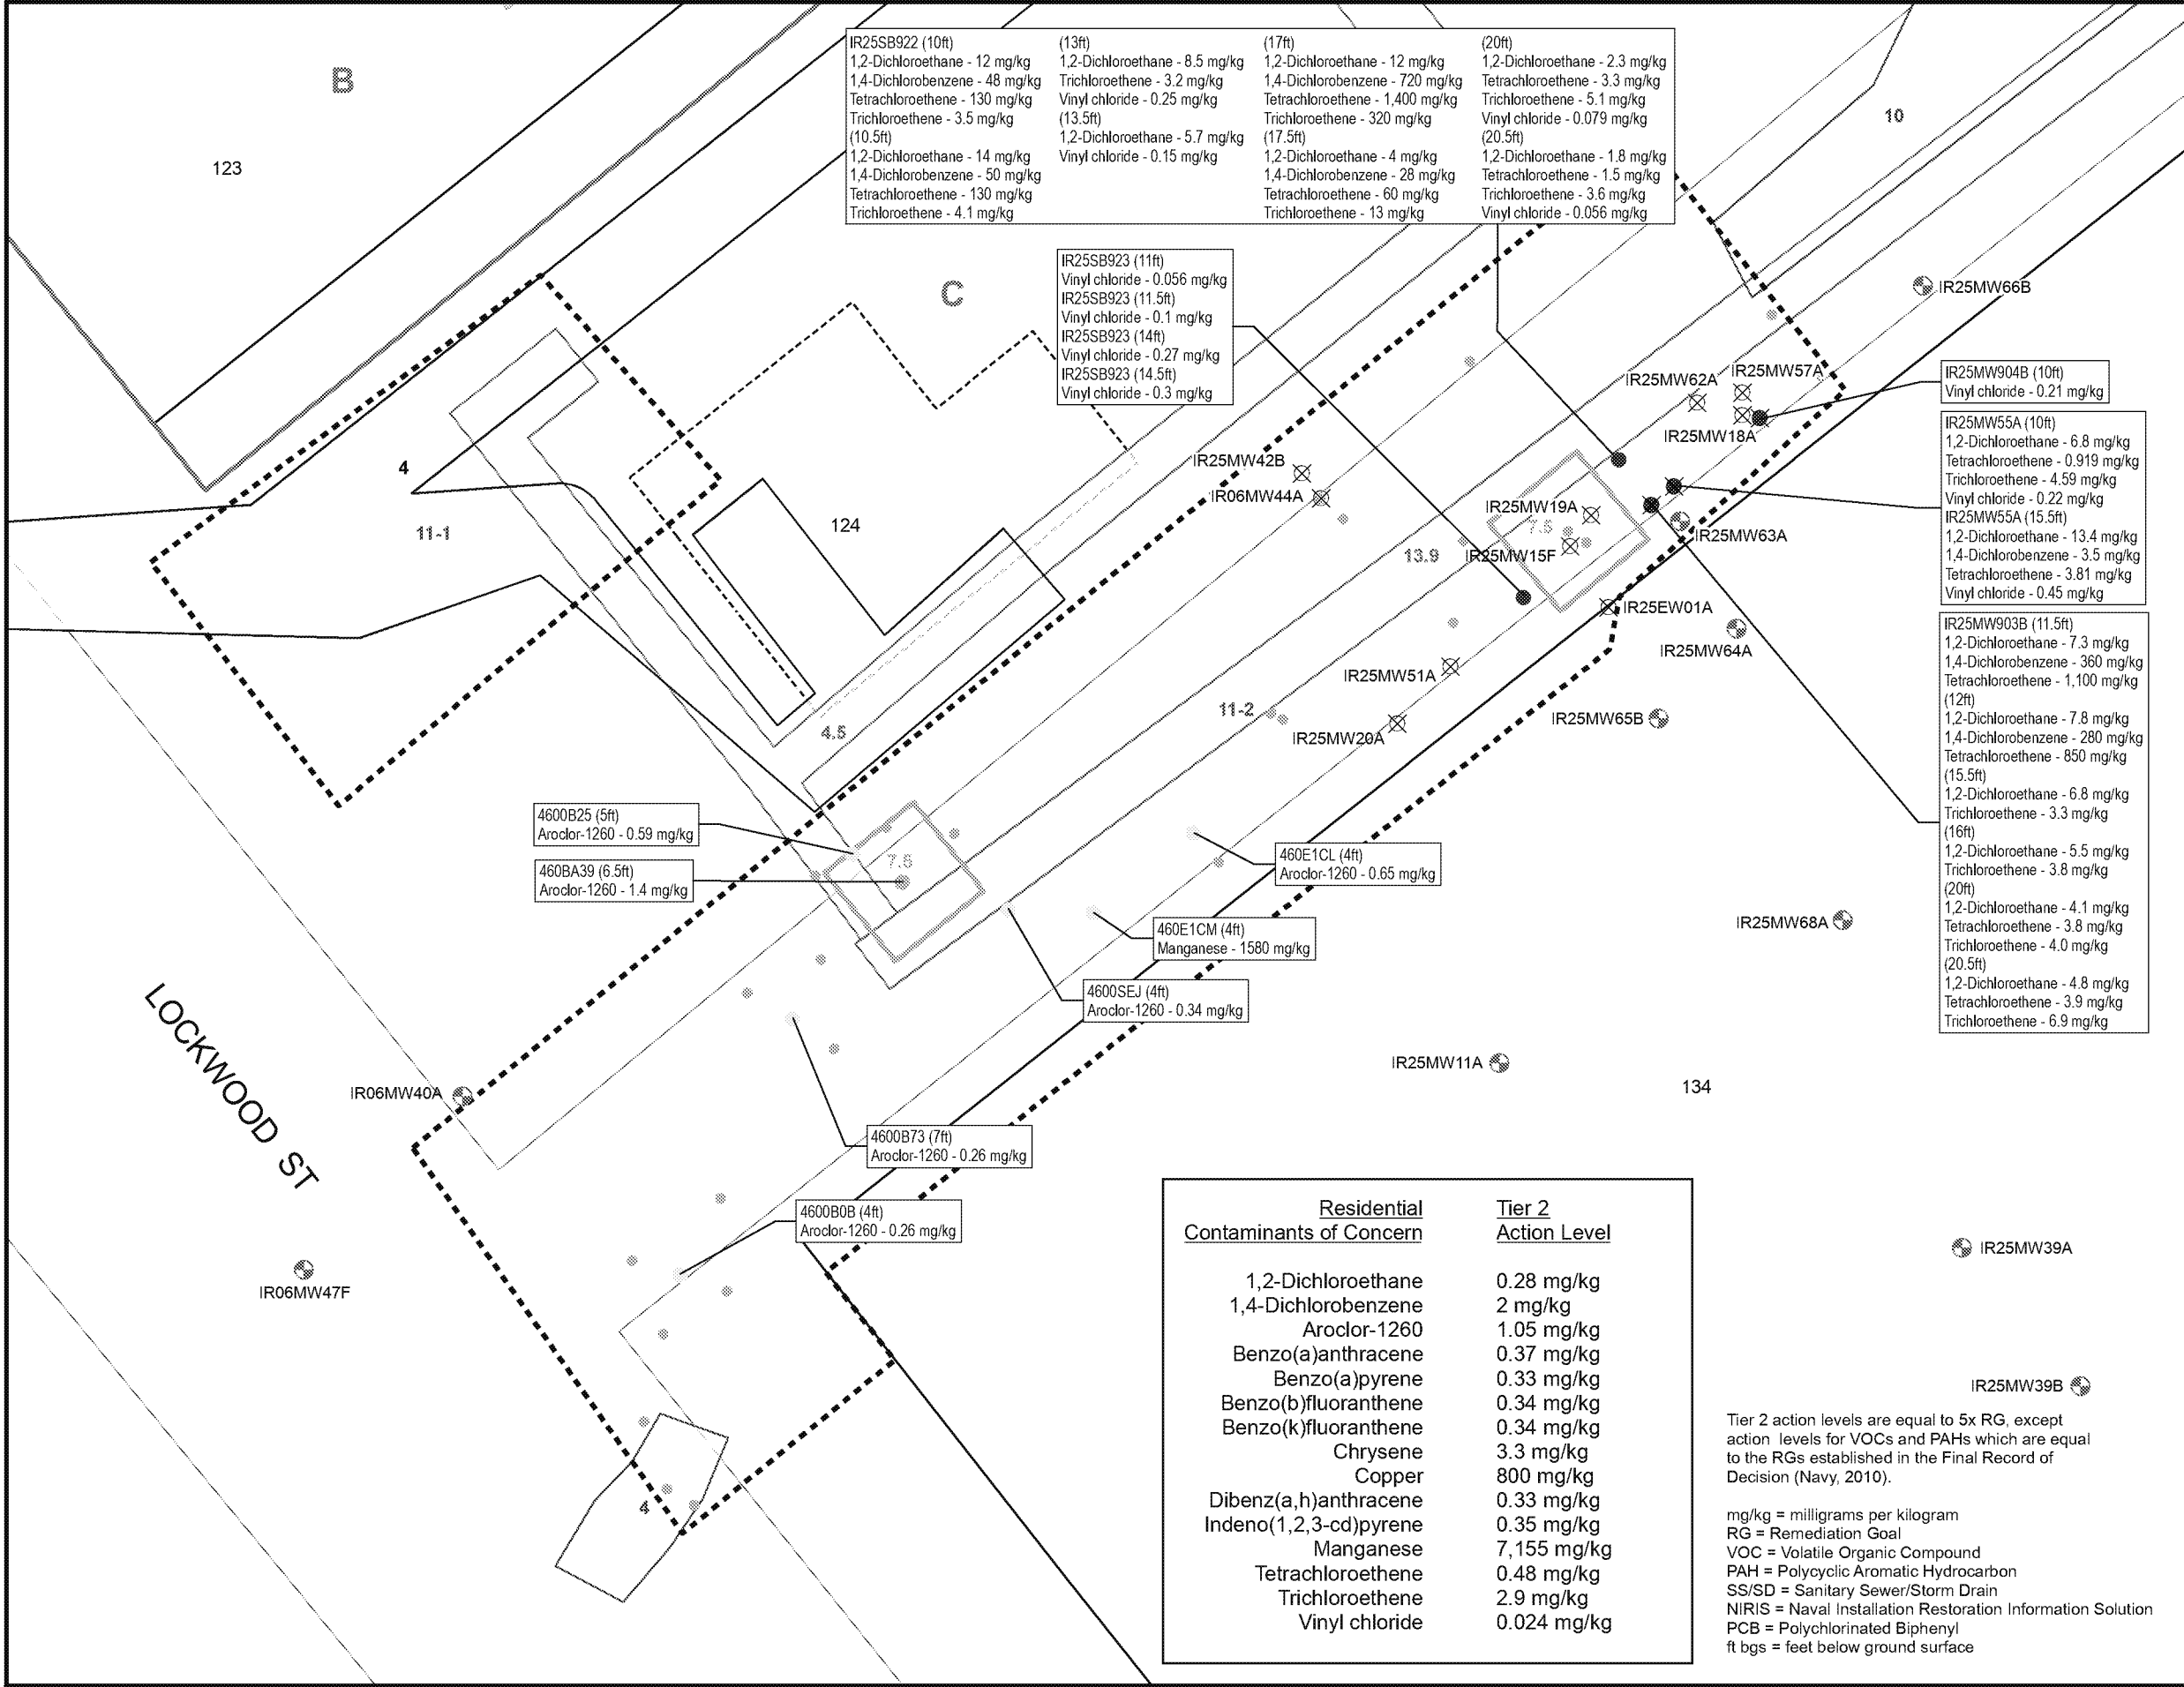 B
123
IR25SB922 (10ft)
1,2-Dichloroethane - 12 mg/kg
1,4-Dichlorobenzene - 48 mg/kg
Tetrachloroethene - 130 mg/kg
Trichloroethene - 3.5 mg/kg
(10.5ft)
1,2-Dichloroethane - 14 mg/kg
1,4-Dichlorobenzene - 50 mg/kg
Tetrachloroethene - 130 mg/kg
Trichloroethene - 4.1 mg/kg
(13ft)
1,2-Dichloroethane - 8.5 mg/kg
Trichloroethene - 3.2 mg/kg
Vinyl chloride - 0.25 mg/kg
(13.5ft)
1,2-Dichloroethane - 5.7 mg/kg
Vinyl chloride - 0.15 mg/kg
(17ft)
1,2-Dichloroethane - 12 mg/kg
1,4-Dichlorobenzene - 720 mg/kg
Tetrachloroethene - 1,400 mg/kg
Trichloroethene - 320 mg/kg
(17.5ft)
1,2-Dichloroethane - 4 mg/kg
1,4-Dichlorobenzene - 28 mg/kg
Tetrachloroethene - 60 mg/kg
Trichloroethene - 13 mg/kg
(20ft)
1,2-Dichloroethane - 2.3 mg/kg
Tetrachloroethene - 3.3 mg/kg
Trichloroethene - 5.1 mg/kg
Vinyl chloride - 0.079 mg/kg
(20.5ft)
1,2-Dichloroethane - 1.8 mg/kg
Tetrachloroethene - 1.5 mg/kg
Trichloroethene - 3.6 mg/kg
Vinyl chloride - 0.056 mg/kg
10
C
IR25SB923 (11ft)
Vinyl chloride - 0.056 mg/kg
IR25SB923 (11.5ft)
Vinyl chloride - 0.1 mg/kg
IR25SB923 (14ft)
Vinyl chloride - 0.27 mg/kg
IR25SB923 (14.5ft)
Vinyl chloride - 0.3 mg/kg
IR25MW66B
IR25MW62A
IR25MW57A
IR25MW18A
IR25MW904B (10ft)
Vinyl chloride - 0.21 mg/kg
IR25MW55A (10ft)
1,2-Dichloroethane - 6.8 mg/kg
Tetrachloroethene - 0.919 mg/kg
Trichloroethene - 4.59 mg/kg
Vinyl chloride - 0.22 mg/kg
IR25MW55A (15.5ft)
1,2-Dichloroethane - 13.4 mg/kg
1,4-Dichlorobenzene - 3.5 mg/kg
Tetrachloroethene - 3.81 mg/kg
Vinyl chloride - 0.45 mg/kg
4
11-1
124
IR25MW42B
IR06MW44A
IR25MW19A
7.5
13.9
IR25MW15F
IR25MW63A
IR25EW01A
IR25MW64A
IR25MW51A
IR25MW65B
11-2
IR25MW20A
4.5
IR25MW903B (11.5ft)
1,2-Dichloroethane - 7.3 mg/kg
1,4-Dichlorobenzene - 360 mg/kg
Tetrachloroethene - 1,100 mg/kg
(12ft)
1,2-Dichloroethane - 7.8 mg/kg
1,4-Dichlorobenzene - 280 mg/kg
Tetrachloroethene - 850 mg/kg
(15.5ft)
1,2-Dichloroethane - 6.8 mg/kg
Trichloroethene - 3.3 mg/kg
(16ft)
1,2-Dichloroethane - 5.5 mg/kg
Trichloroethene - 3.8 mg/kg
(20ft)
1,2-Dichloroethane - 4.1 mg/kg
Tetrachloroethene - 3.8 mg/kg
Trichloroethene - 4.0 mg/kg
(20.5ft)
1,2-Dichloroethane - 4.8 mg/kg
Tetrachloroethene - 3.9 mg/kg
Trichloroethene - 6.9 mg/kg
4600B25 (5ft)
Aroclor-1260 - 0.59 mg/kg
460BA39 (6.5ft)
Aroclor-1260 - 1.4 mg/kg
7.5
460E1CL (4ft)
Aroclor-1260 - 0.65 mg/kg
460E1CM (4ft)
Manganese - 1580 mg/kg
4600SEJ (4ft)
Aroclor-1260 - 0.34 mg/kg
IR25MW68A
IR25MW11A
134
LOCKWOOD ST
IR06MW40A
4600B73 (7ft)
Aroclor-1260 - 0.26 mg/kg
4600B0B (4ft)
Aroclor-1260 - 0.26 mg/kg
IR06MW47F
IR25MW39A
IR25MW39B
4
Residential Tier 2
Contaminants of Concern Action Level
1,2-Dichloroethane 0.28 mg/kg
1,4-Dichlorobenzene 2 mg/kg
Aroclor-1260 1.05 mg/kg
Benzo(a)anthracene 0.37 mg/kg
Benzo(a)pyrene 0.33 mg/kg
Benzo(b)fluoranthene 0.34 mg/kg
Benzo(k)fluoranthene 0.34 mg/kg
Chrysene 3.3 mg/kg
Copper 800 mg/kg
Dibenz(a,h)anthracene 0.33 mg/kg
Indeno(1,2,3-cd)pyrene 0.35 mg/kg
Manganese 7,155 mg/kg
Tetrachloroethene 0.48 mg/kg
Trichloroethene 2.9 mg/kg
Vinyl chloride 0.024 mg/kg
Tier 2 action levels are equal to 5x RG, except
action levels for VOCs and PAHs which are equal
to the RGs established in the Final Record of
Decision (Navy, 2010).
mg/kg = milligrams per kilogram
RG = Remediation Goal
VOC = Volatile Organic Compound
PAH = Polycyclic Aromatic Hydrocarbon
SS/SD = Sanitary Sewer/Storm Drain
NIRIS = Naval Installation Restoration Information Solution
PCB = Polychlorinated Biphenyl
ft bgs = feet below ground surface